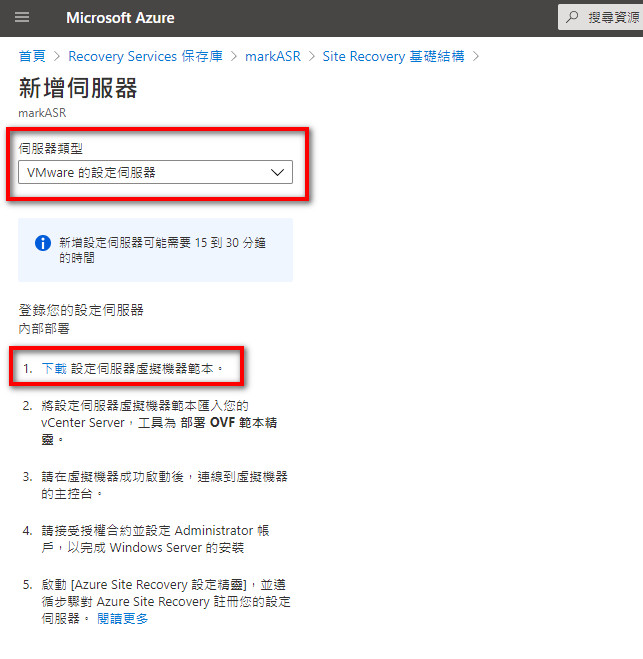 Microsoft Azure
搜尋資源
首頁 > Recovery Services 保存庫 > markASR > Site Recovery 基礎結構 >
新增伺服器
markASR
伺服器類型
VMware 的設定伺服器
新增設定伺服器可能需要 15 到 30 分鐘
的時間
登錄您的設定伺服器
內部部署
1. 下載 設定伺服器虛擬機器範本。
2. 將設定伺服器虛擬機器範本匯入您的
vCenter Server，工具為 部署 OVF 範本精
靈。
3. 請在虛擬機器成功啟動後，連線到虛擬機器
的主控台。
4. 請接受授權合約並設定 Administrator 帳
戶，以完成 Windows Server 的安裝
5. 啟動 [Azure Site Recovery 設定精靈]，並遵
循步驟對 Azure Site Recovery 註冊您的設定
伺服器。 閱讀更多